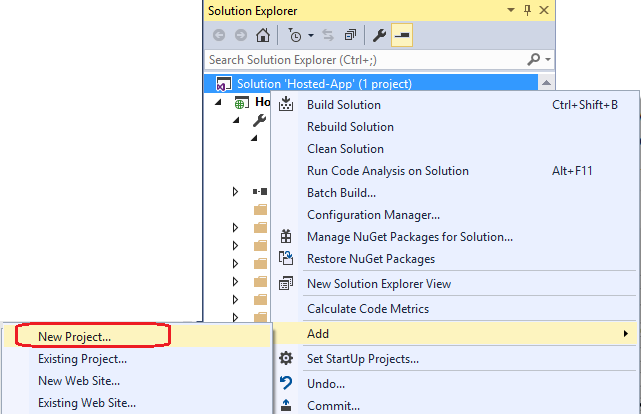 Solution Explorer
Search Solution Explorer (Ctrl+;)
Solution 'Hosted-App' (1 project)
Build Solution Ctrl+Shift+B
Rebuild Solution
Clean Solution
Run Code Analysis on Solution Alt+F11
Batch Build...
Configuration Manager...
Manage NuGet Packages for Solution...
Restore NuGet Packages
New Solution Explorer View
Calculate Code Metrics
Add
Set StartUp Projects...
Undo...
Commit...
New Project...
Existing Project...
New Web Site...
Existing Web Site...